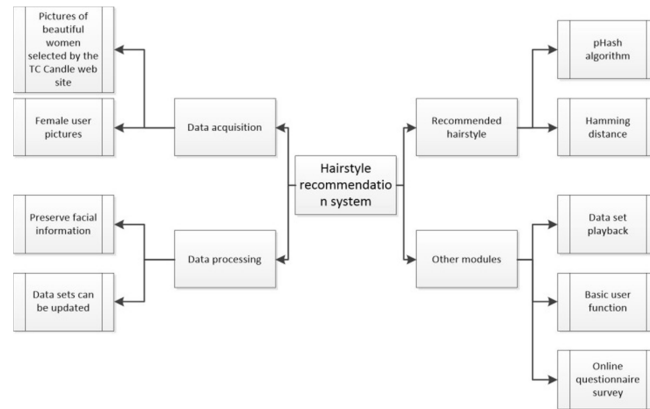 Pictures of
beautiful
women
selected by the
TC Candle web
site
Female user
pictures
Data acquisition
Preserve facial
information
Data sets can
be updated
Data processing
Hairstyle
recommendatio
n system
Recommended
hairstyle
pHash
algorithm
Hamming
distance
Other modules
Data set
playback
Basic user
function
Online
questionnaire
survey